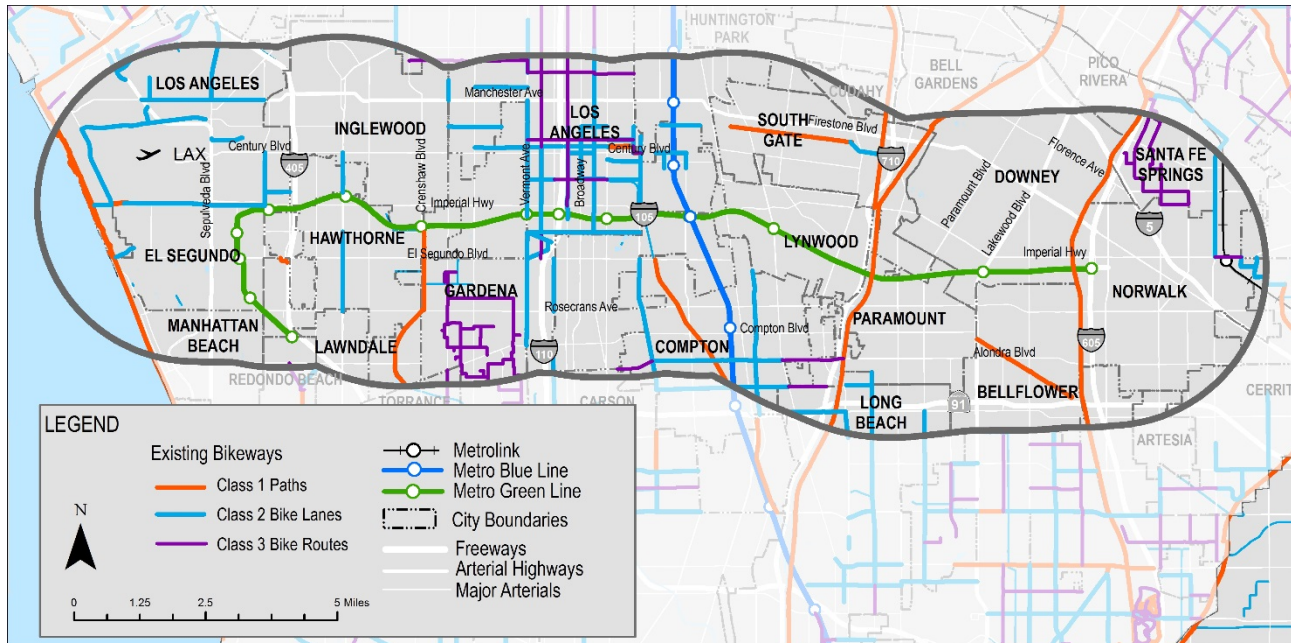 HUNTINGTON
PARK
BELL
GARDENS
PICO
RIVERA
CUDAHY
LOS ANGELES
Manchester Ave
LOS
ANGELES
SOUTH
GATE
Firestone Blvd
INGLEWOOD
LAX
Century Blvd
Century Blvd
405
710
Florence Ave
SANTA FE
SPRINGS
DOWNEY
Sepulveda Blvd
Crenshaw Blvd
Vermont Ave
Broadway
Paramount Blvd
Lakewood Blvd
Imperial Hwy
105
5
HAWTHORNE
LYNWOOD
EL SEGUNDO
El Segundo Blvd
Imperial Hwy
GARDENA
NORWALK
Rosecrans Ave
MANHATTAN
BEACH
LAWNDALE
110
COMPTON
Compton Blvd
PARAMOUNT
605
Alondra Blvd
BELLFLOWER
REDONDO BEACH
TORRANCE
CARSON
LONG
BEACH
91
CERRIT
ARTESIA
LEGEND
Existing Bikeways
Class 1 Paths
Class 2 Bike Lanes
Class 3 Bike Routes
Metrolink
Metro Blue Line
Metro Green Line
City Boundaries
Freeways
Arterial Highways
Major Arterials
N
0 1.25 2.5 5 Miles